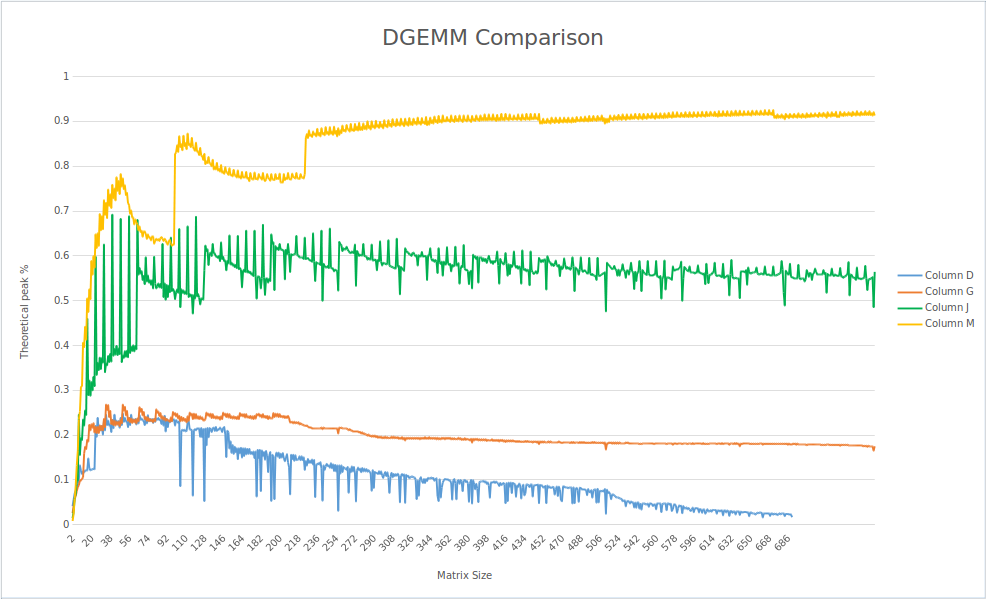 DGEMM Comparison
1
0.9
0.8
0.7
0.6
0.5
0.4
0.3
0.2
0.1
0
Theoretical peak %
Column D
Column G
Column J
Column M
2 20 38 56 74 92 110 128 146 164 182 200 218 236 254 272 290 308 326 344 362 380 398 416 434 452 470 488 506 524 542 560 578 596 614 632 650 668 686
Matrix Size